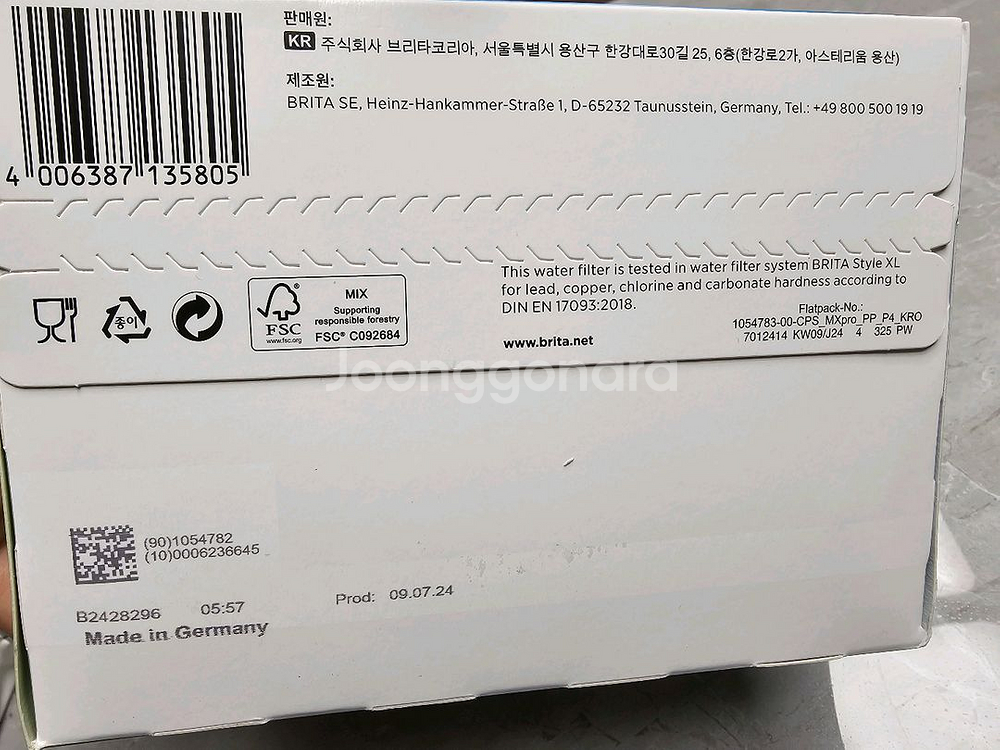 판매원:
KR 주식회사 브리타코리아, 서울특별시 용산구 한강대로30길 25, 6층(한강로2가, 아스테리움 용산)
제조원:
BRITA SE, Heinz-Hankammer-Straße 1, D-65232 Taunusstein, Germany, Tel.: +49 800 500 19 19
4 006387 135805
종이
FSC
www.fsc.org
MIX
Supporting
responsible forestry
FSC® C092684
This water filter is tested in water filter system BRITA Style XL
for lead, copper, chlorine and carbonate hardness according to
DIN EN 17093:2018.
www.brita.net
Flatpack-No.:
1054783-00-CPS_MXpro_PP_P4_KRO
7012414 KW09/J24 4 325 PW
Joonggonara
(90)1054782
(10)0006236645
B2428296 05:57
Prod: 09.07.24
Made in Germany